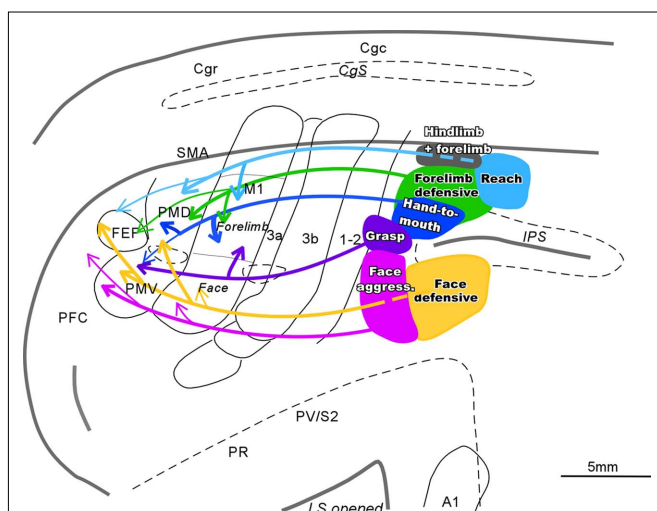 Cgc
Cgr
CgS
Hindlimb
+ forelimb
SMA
M1
Forelimb
defensive
Reach
PMD
Forelimb
Hand-to-
mouth
FEF
3a
3b
1-2
Grasp
IPS
Face
aggress.
Face
defensive
PMV
Face
PFC
PV/S2
PR
5mm
A1
LS opened